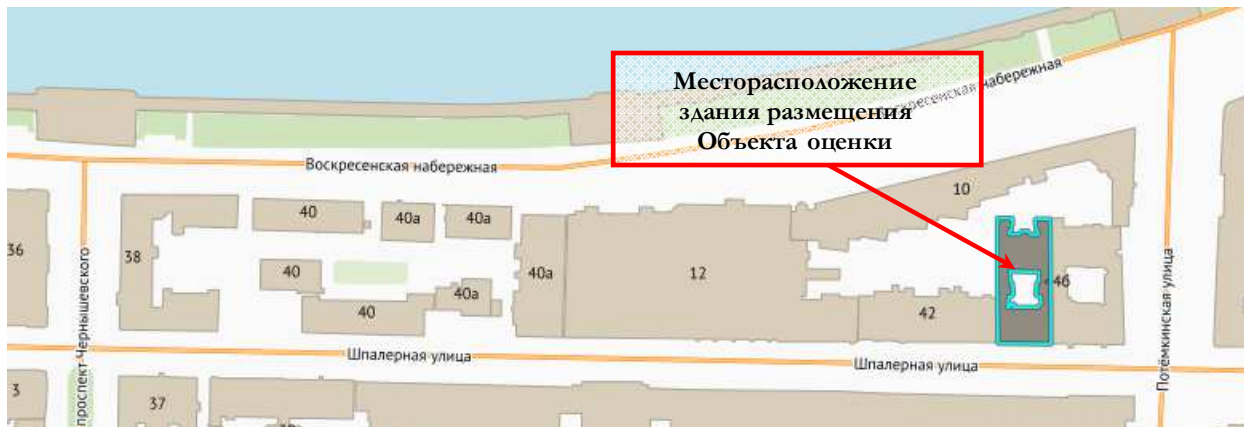 Месторасположение
здания размещения
Объекта оценки
Воскресенская набережная
Воскресенская набережная
10
40
40а
40а
36
38
40
40а
40а
12
46
40
42
Шпалерная улица
Шпалерная улица
проспект Чернышевского
Потёмкинская улица
3
37